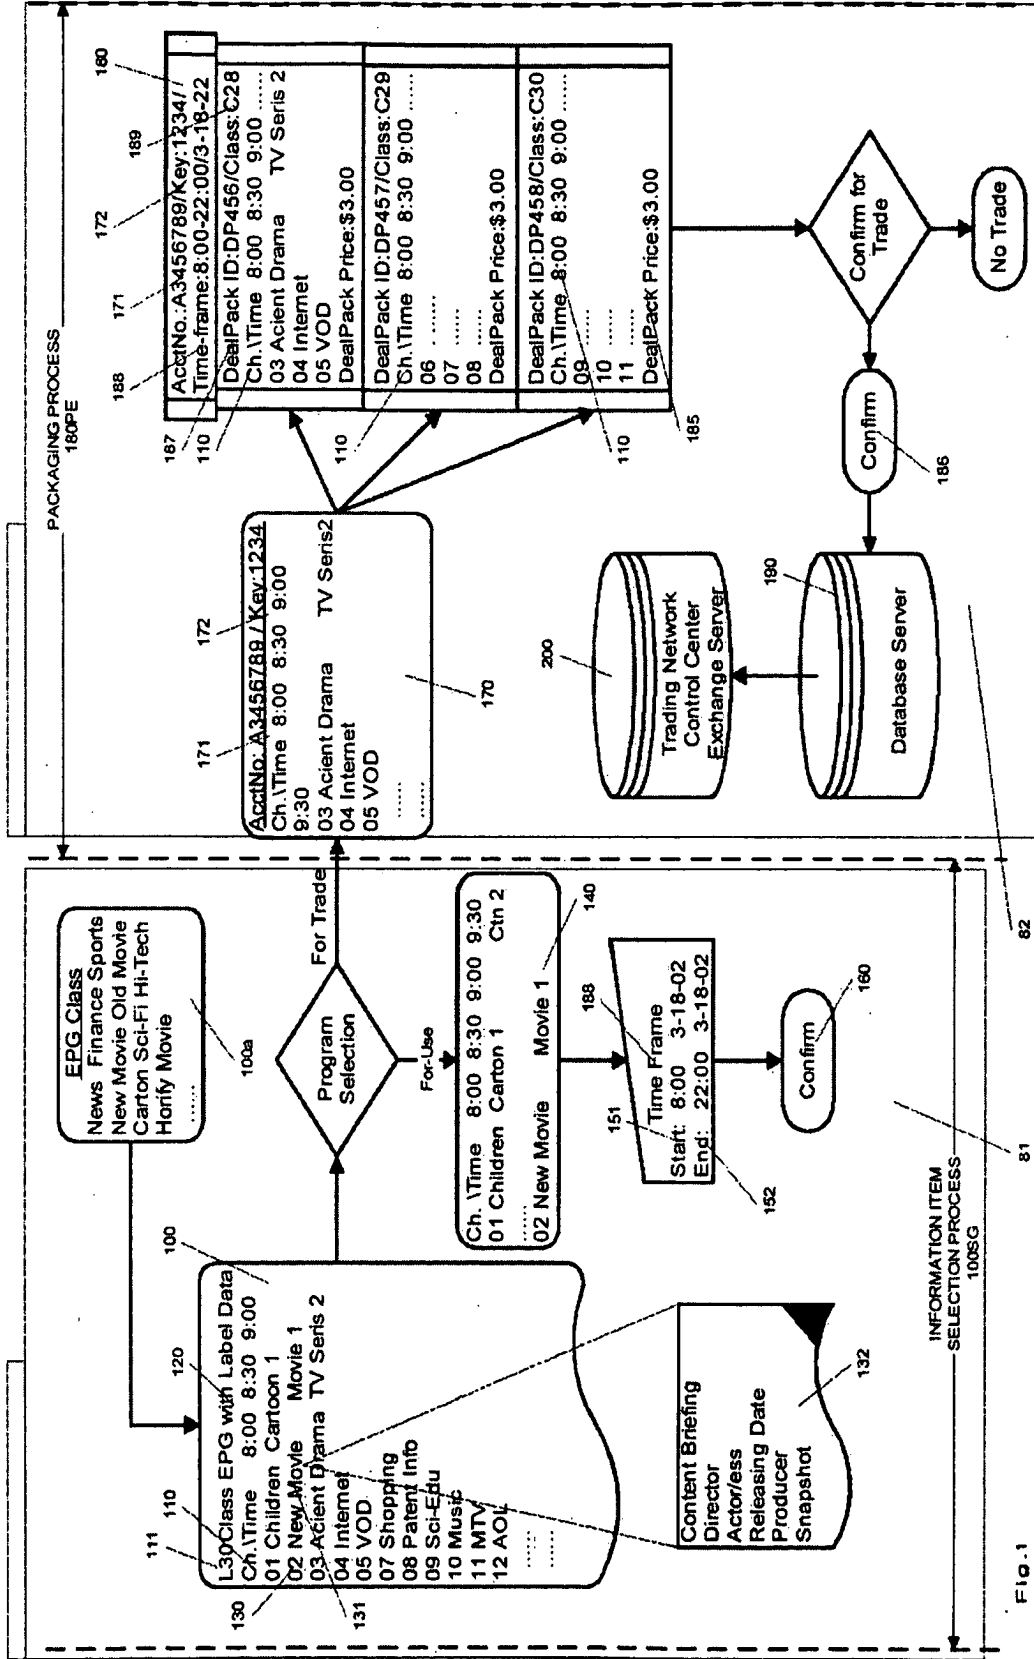 PACKAGING PROCESS
180PE
188
171
172
189
180
AcctNo.:A3456789/Key:1234/
Time-frame:8:00-22:00/3-18-22
187
110
DealPack ID:DP456/Class:C28
Ch.\Time 8:00 8:30 9:00 ......
03 Acient Drama TV Seris 2
04 Internet
05 VOD
DealPack Price:$3.00
110
DealPack ID:DP457/Class:C29
Ch.\Time 8:00 8:30 9:00 ......
06 ......
07 ......
08 ......
DealPack Price:$3.00
110
DealPack ID:DP458/Class:C30
Ch.\Time 8:00 8:30 9:00 ......
09 ......
10 ......
11 ......
DealPack Price:$3.00
185
171
172
AcctNo: A3456789 / Key:1234
Ch.\Time 8:00 8:30 9:00
9:30
03 Acient Drama TV Seris2
04 Internet
05 VOD
......
......
170
Confirm for
Trade
No Trade
Confirm
186
200
Trading Network
Control Center
Exchange Server
190
Database Server
82
EPG Class
News Finance Sports
New Movie Old Movie
Carton Sci-Fi Hi-Tech
Horify Movie
......
100a
111
110
120
100
L30Class EPG with Label Data
Ch.\Time 8:00 8:30 9:00
01 Children Cartoon 1
02 New Movie Movie 1
03 Acient Drama TV Seris 2
04 Internet
05 VOD
07 Shopping
08 Patent Info
09 Sci-Edu
10 Music
11 MTV
12 AOL
......
......
130
131
Program
Selection
For Trade
For-Use
Ch. \Time 8:00 8:30 9:00 9:30
01 Children Carton 1 Ctn 2
......
02 New Movie Movie 1
140
151
188
Time Frame
Start: 8:00 3-18-02
End: 22:00 3-18-02
152
Confirm
160
Content Briefing
Director
Actor/less
Releasing Date
Producer
Snapshot
132
81
INFORMATION ITEM
SELECTION PROCESS
100SG
Fig.1